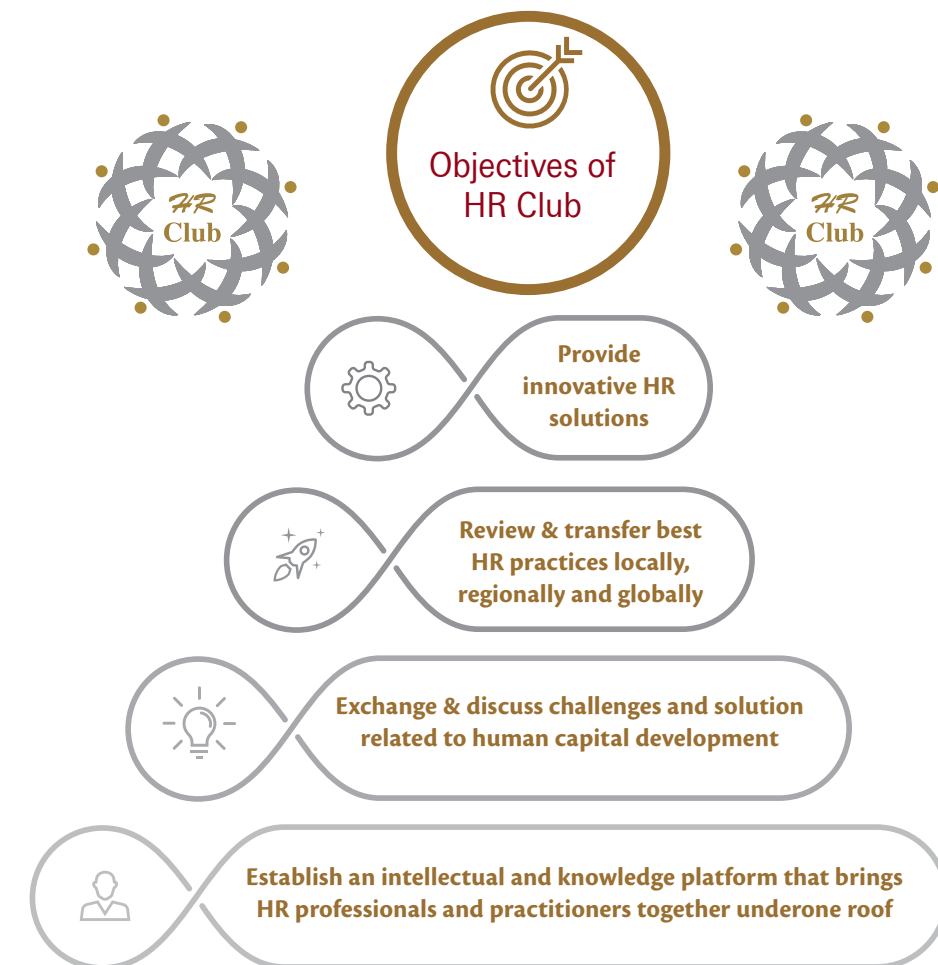 Objectives of
HR Club
HR
Club
HR
Club
Provide
innovative HR
solutions
Review & transfer best
HR practices locally,
regionally and globally
Exchange & discuss challenges and solution
related to human capital development
Establish an intellectual and knowledge platform that brings
HR professionals and practitioners together underone roof